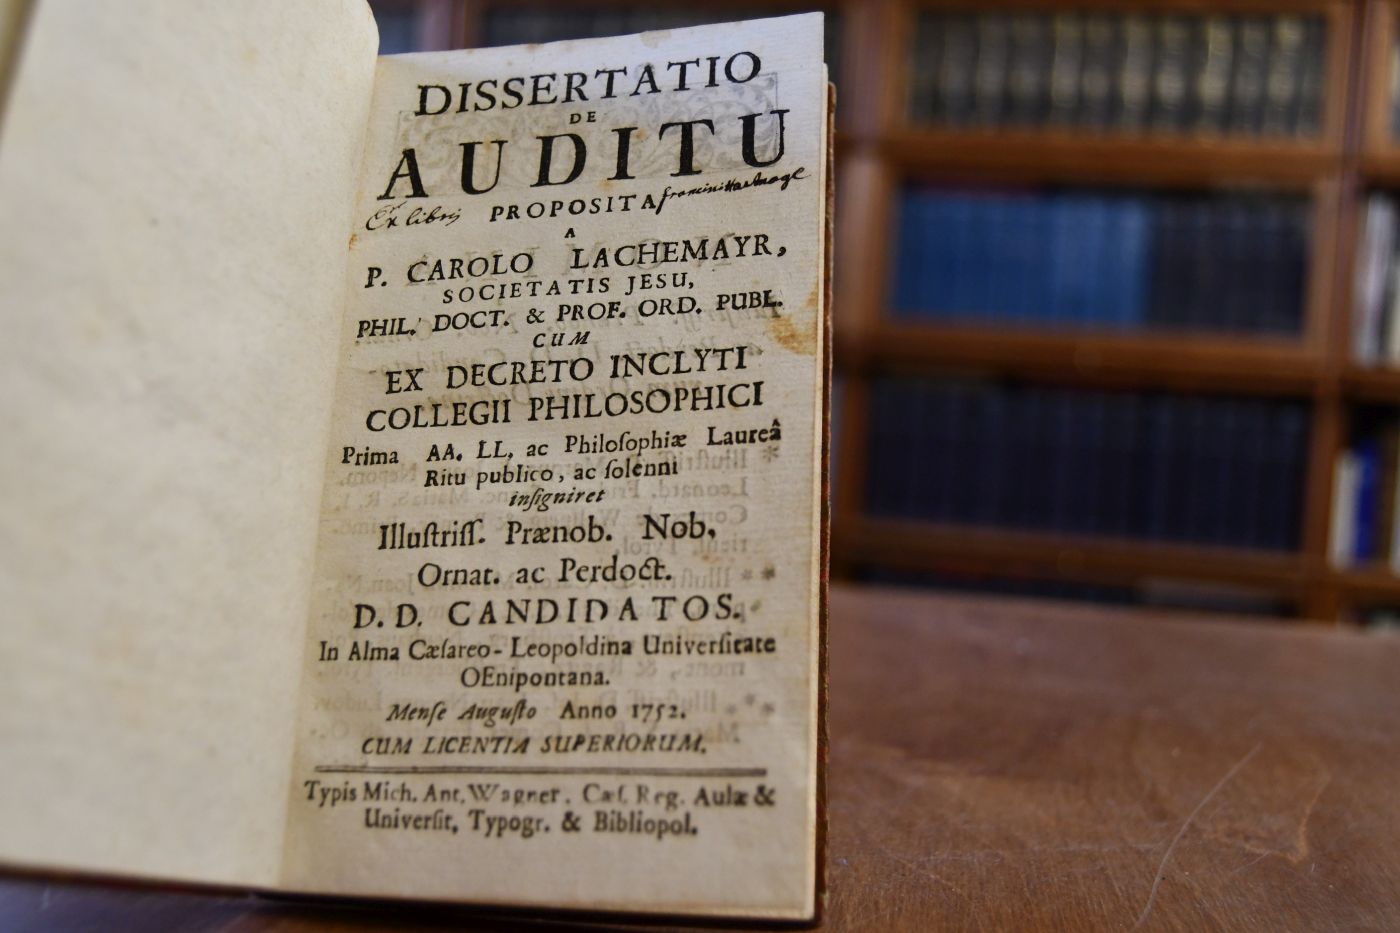 DISSERTATIO
DE
AUDITU
Ex libris PROPOSITA
A
P. CAROLO LACHEMAYR,
SOCIETATIS JESU,
PHIL. DOCT. & PROF. ORD. PUBL.
CUM
EX DECRETO INCLYTI
COLLEGII PHILOSOPHICI
Prima AA. LL. ac Philoſophiæ Laureâ
Ritu publico, ac ſolenni
inſigniret
Illuſtriſſ. Prænob. Nob.
Ornat. ac Perdoct.
D. D. CANDIDATOS.
In Alma Cæſareo-Leopoldina Univerſitate
OEnipontana.
Menſe Auguſto Anno 1752.
CUM LICENTIA SUPERIORUM.
Typis Mich. Ant. Wagner, Cæſ. Reg. Aulæ &
Univerſit. Typogr. & Bibliopol.